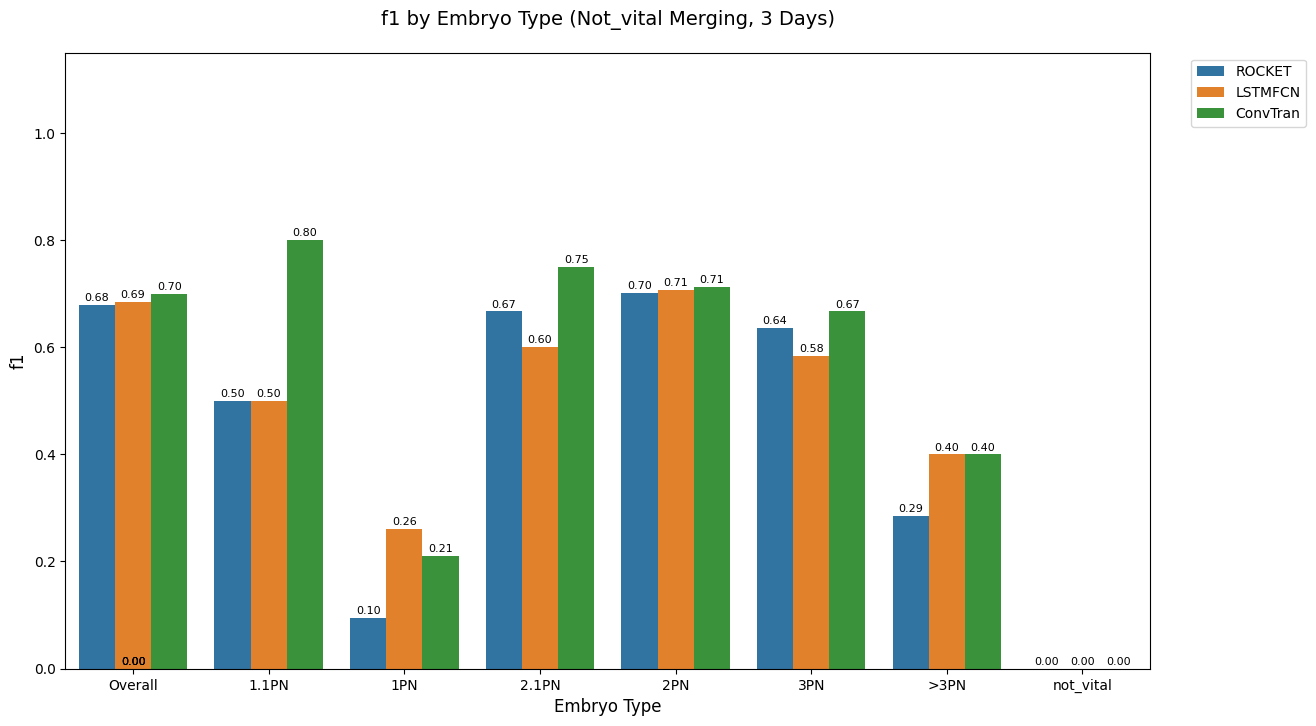 f1 by Embryo Type (Not_vital Merging, 3 Days)
ROCKET
LSTMFCN
ConvTran
f1
1.0
0.8
0.6
0.4
0.2
0.0
0.68 0.69 0.70
0.00
0.50 0.50 0.80
0.10 0.26 0.21
0.67 0.60 0.75
0.70 0.71 0.71
0.64 0.58 0.67
0.29 0.40 0.40
0.00 0.00 0.00
Overall 1.1PN 1PN 2.1PN 2PN 3PN >3PN not_vital
Embryo Type